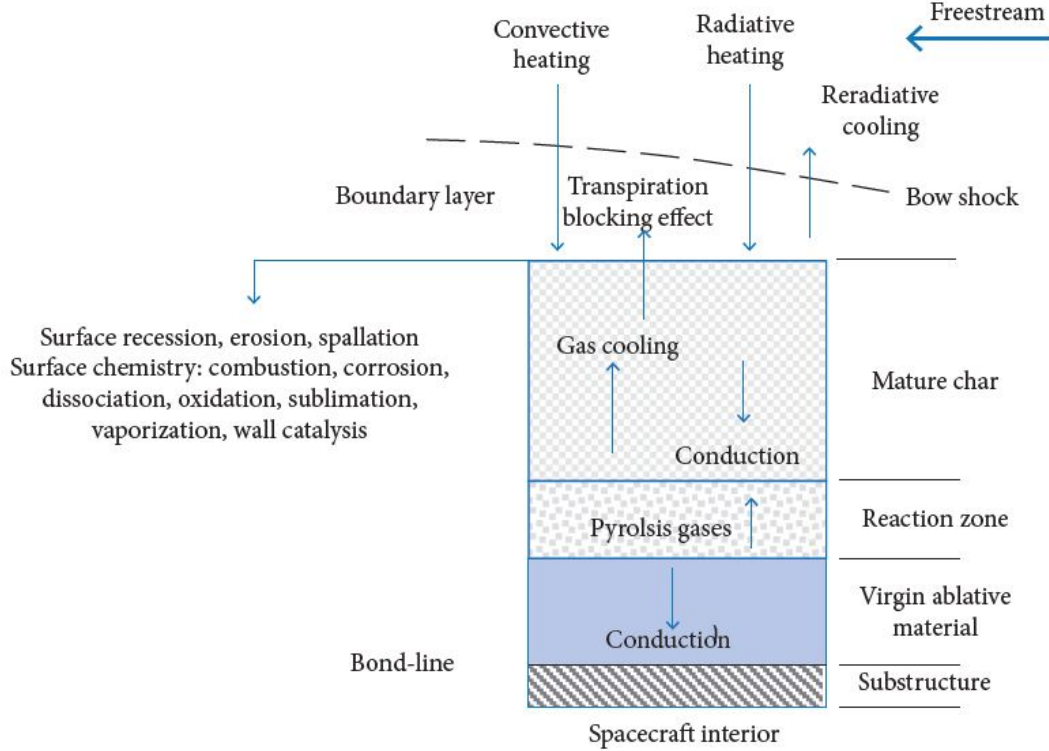 Freestream
Convective
heating
Radiative
heating
Reradiative
cooling
Boundary layer
Transpiration
blocking effect
Bow shock
Surface recession, erosion, spallation
Surface chemistry: combustion, corrosion,
dissociation, oxidation, sublimation,
vaporization, wall catalysis
Gas cooling
Conduction
Mature char
Pyrolsis gases
Reaction zone
Virgin ablative
material
Conduction
Bond-line
Substructure
Spacecraft interior